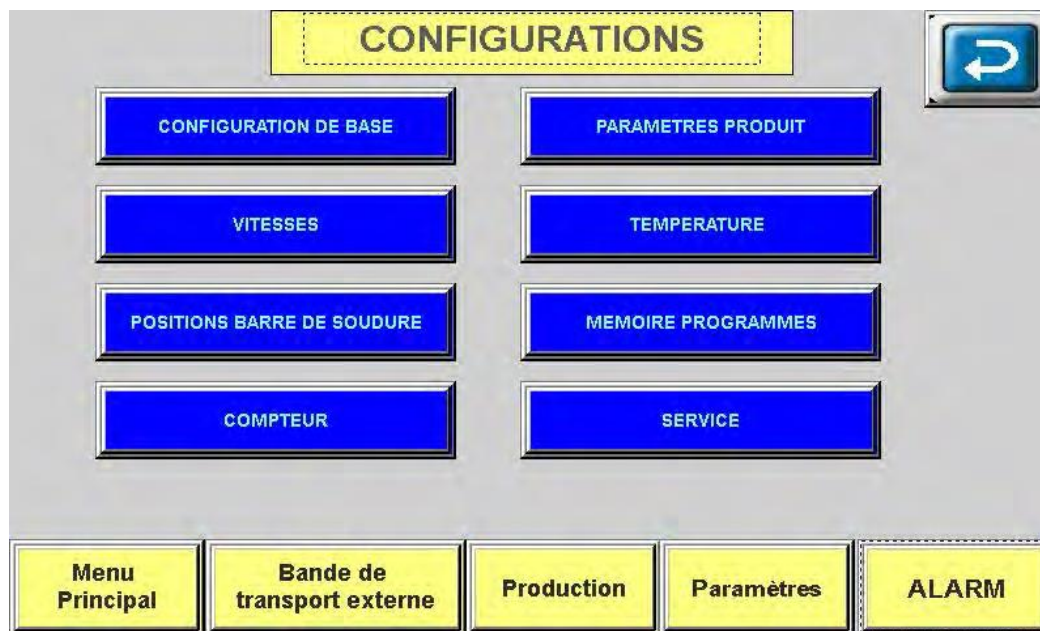 CONFIGURATIONS
CONFIGURATION DE BASE
PARAMETRES PRODUIT
VITESSES
TEMPERATURE
POSITIONS BARRE DE SOUDURE
MEMOIRE PROGRAMMES
COMPTEUR
SERVICE
Menu
Principal
Bande de
transport externe
Production
Paramètres
ALARM